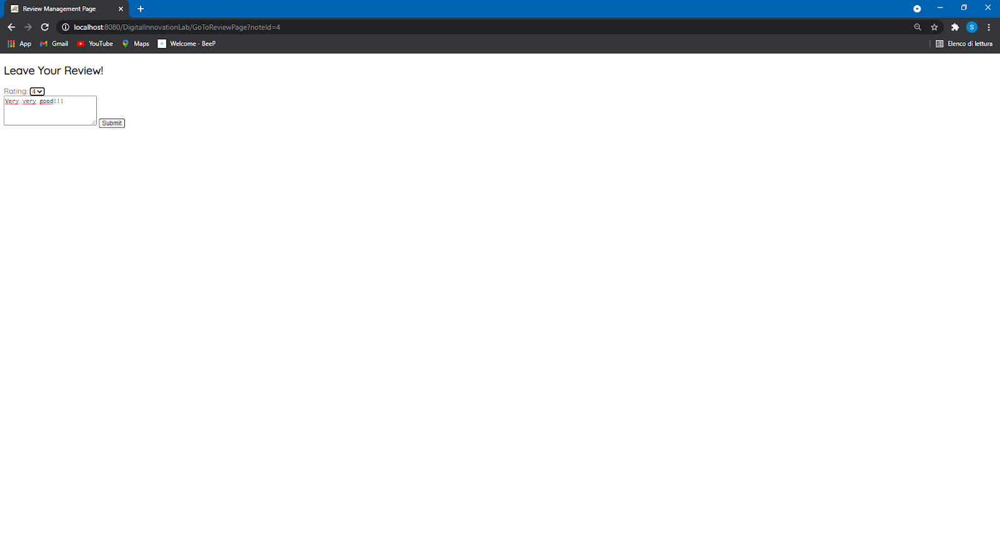 Review Management Page
localhost:8080/DigitalInnovationLab/GoToReviewPage?noteId=4
S
App Gmail YouTube Maps Welcome - BeeP Elenco di lettura
Leave Your Review!
Rating: 4
Very very good!!!
Submit